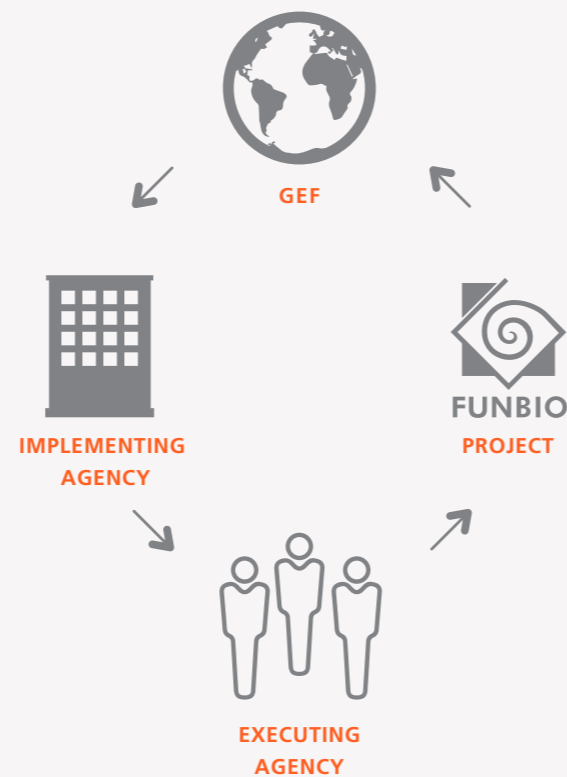 GEF
IMPLEMENTING
AGENCY
FUNBIO
PROJECT
EXECUTING
AGENCY